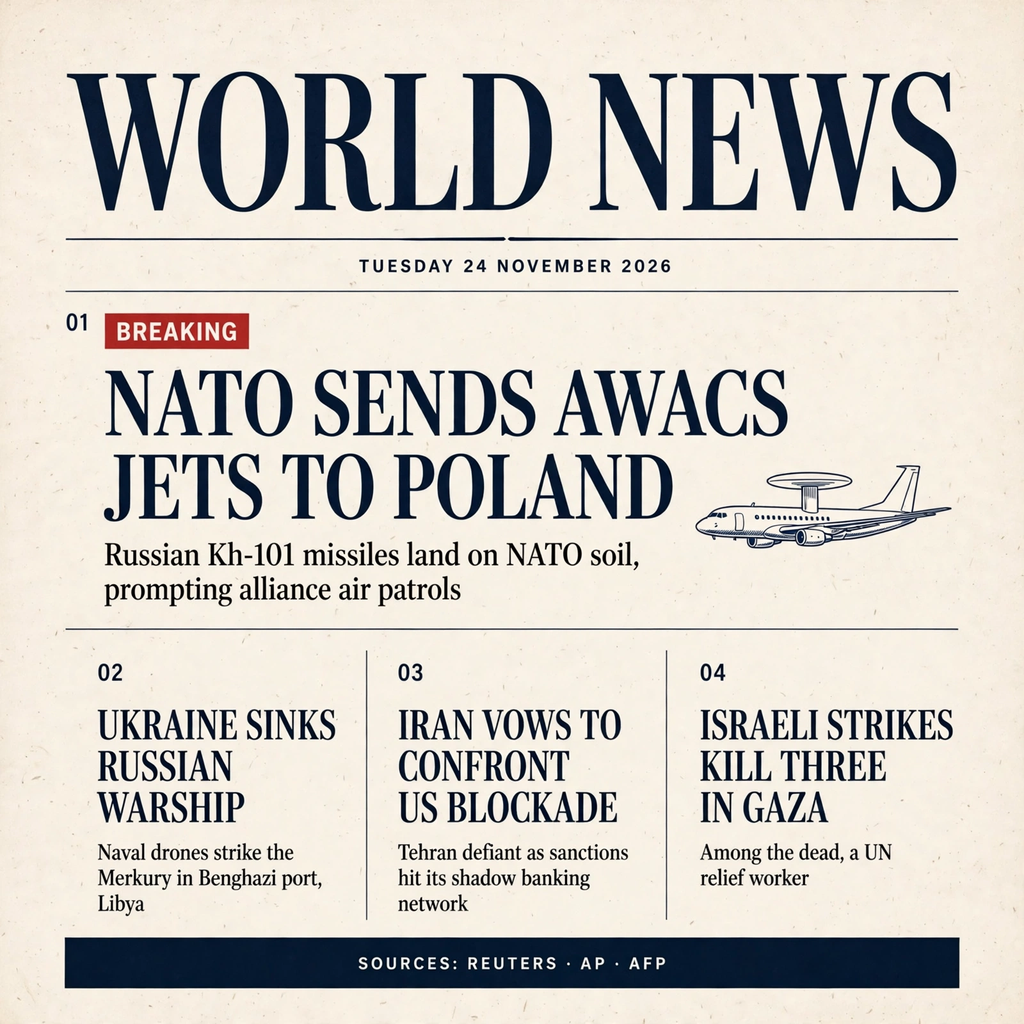 WORLD NEWS
TUESDAY 24 NOVEMBER 2026
01
BREAKING
NATO SENDS AWACS
JETS TO POLAND
Russian Kh-101 missiles land on NATO soil,
prompting alliance air patrols
02
UKRAINE SINKS
RUSSIAN
WARSHIP
Naval drones strike the
Merkury in Benghazi port,
Libya
03
IRAN VOWS TO
CONFRONT
US BLOCKADE
Tehran defiant as sanctions
hit its shadow banking
network
04
ISRAELI STRIKES
KILL THREE
IN GAZA
Among the dead, a UN
relief worker
SOURCES: REUTERS · AP · AFP